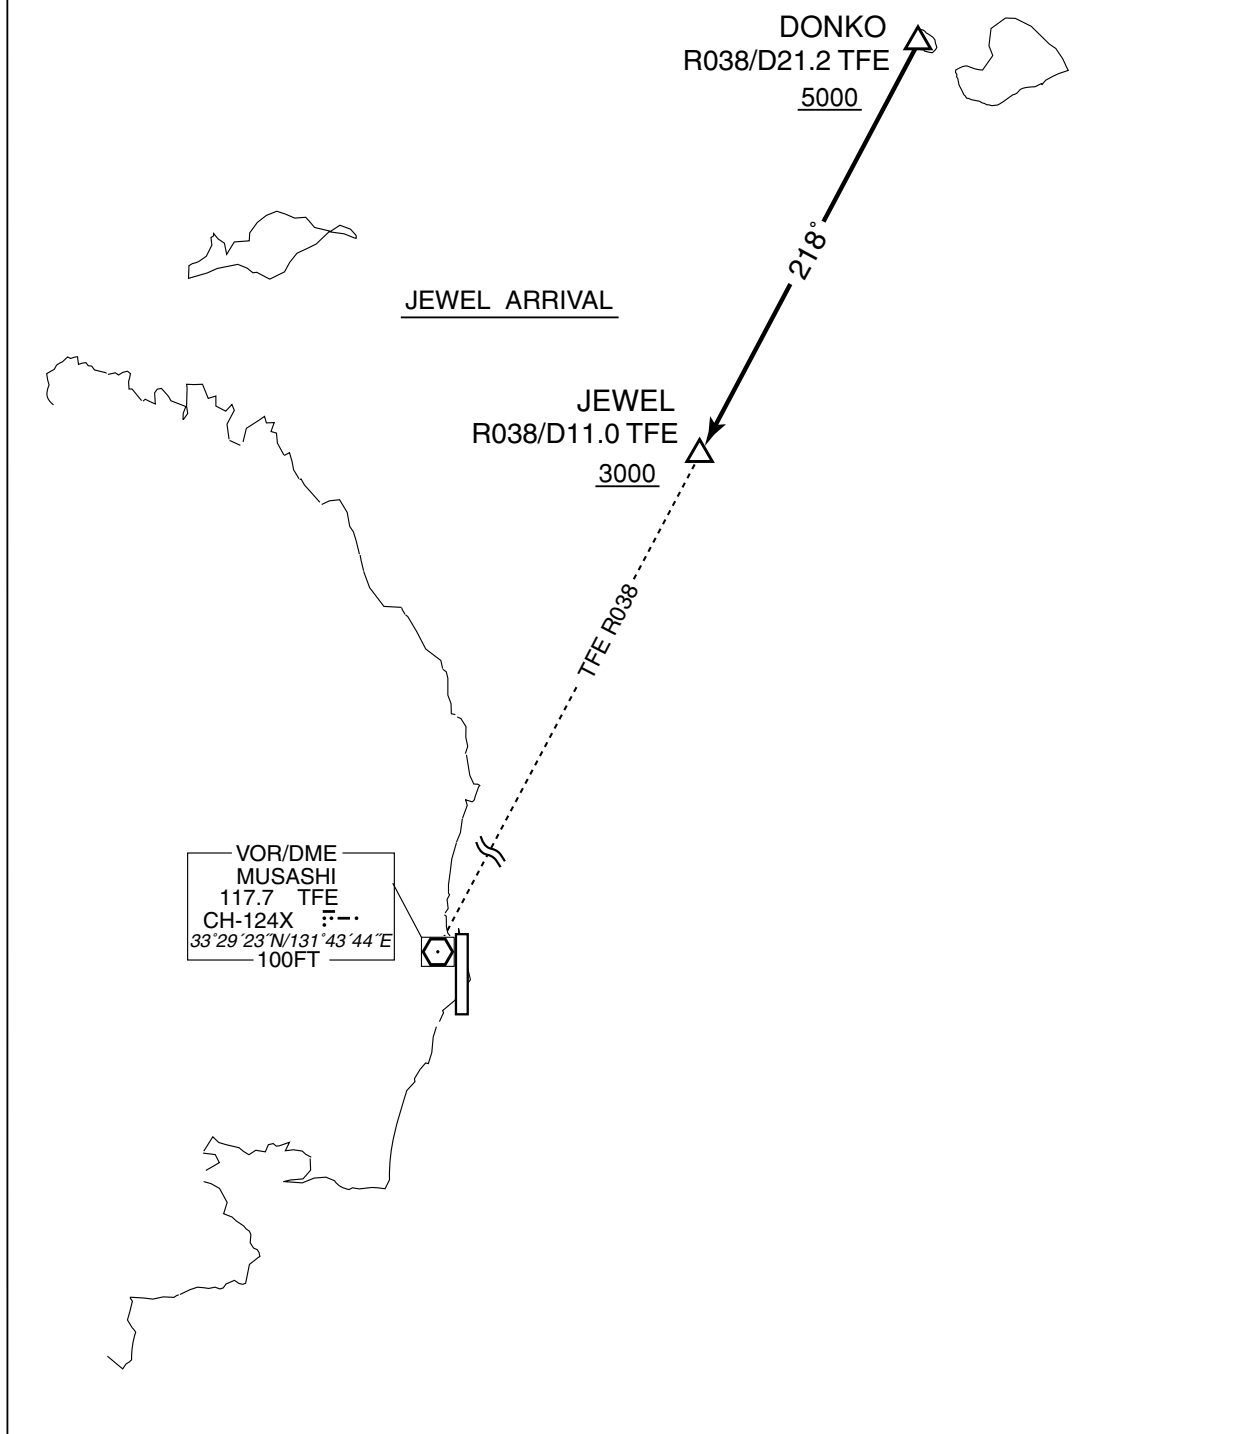 DONKO
R038/D21.2 TFE
5000
218°
JEWEL ARRIVAL
JEWEL
R038/D11.0 TFE
3000
TFE R038
VOR/DME
MUSASHI
117.7 TFE
CH-124X
33°29´23˝N/131°43´44˝E
100FT